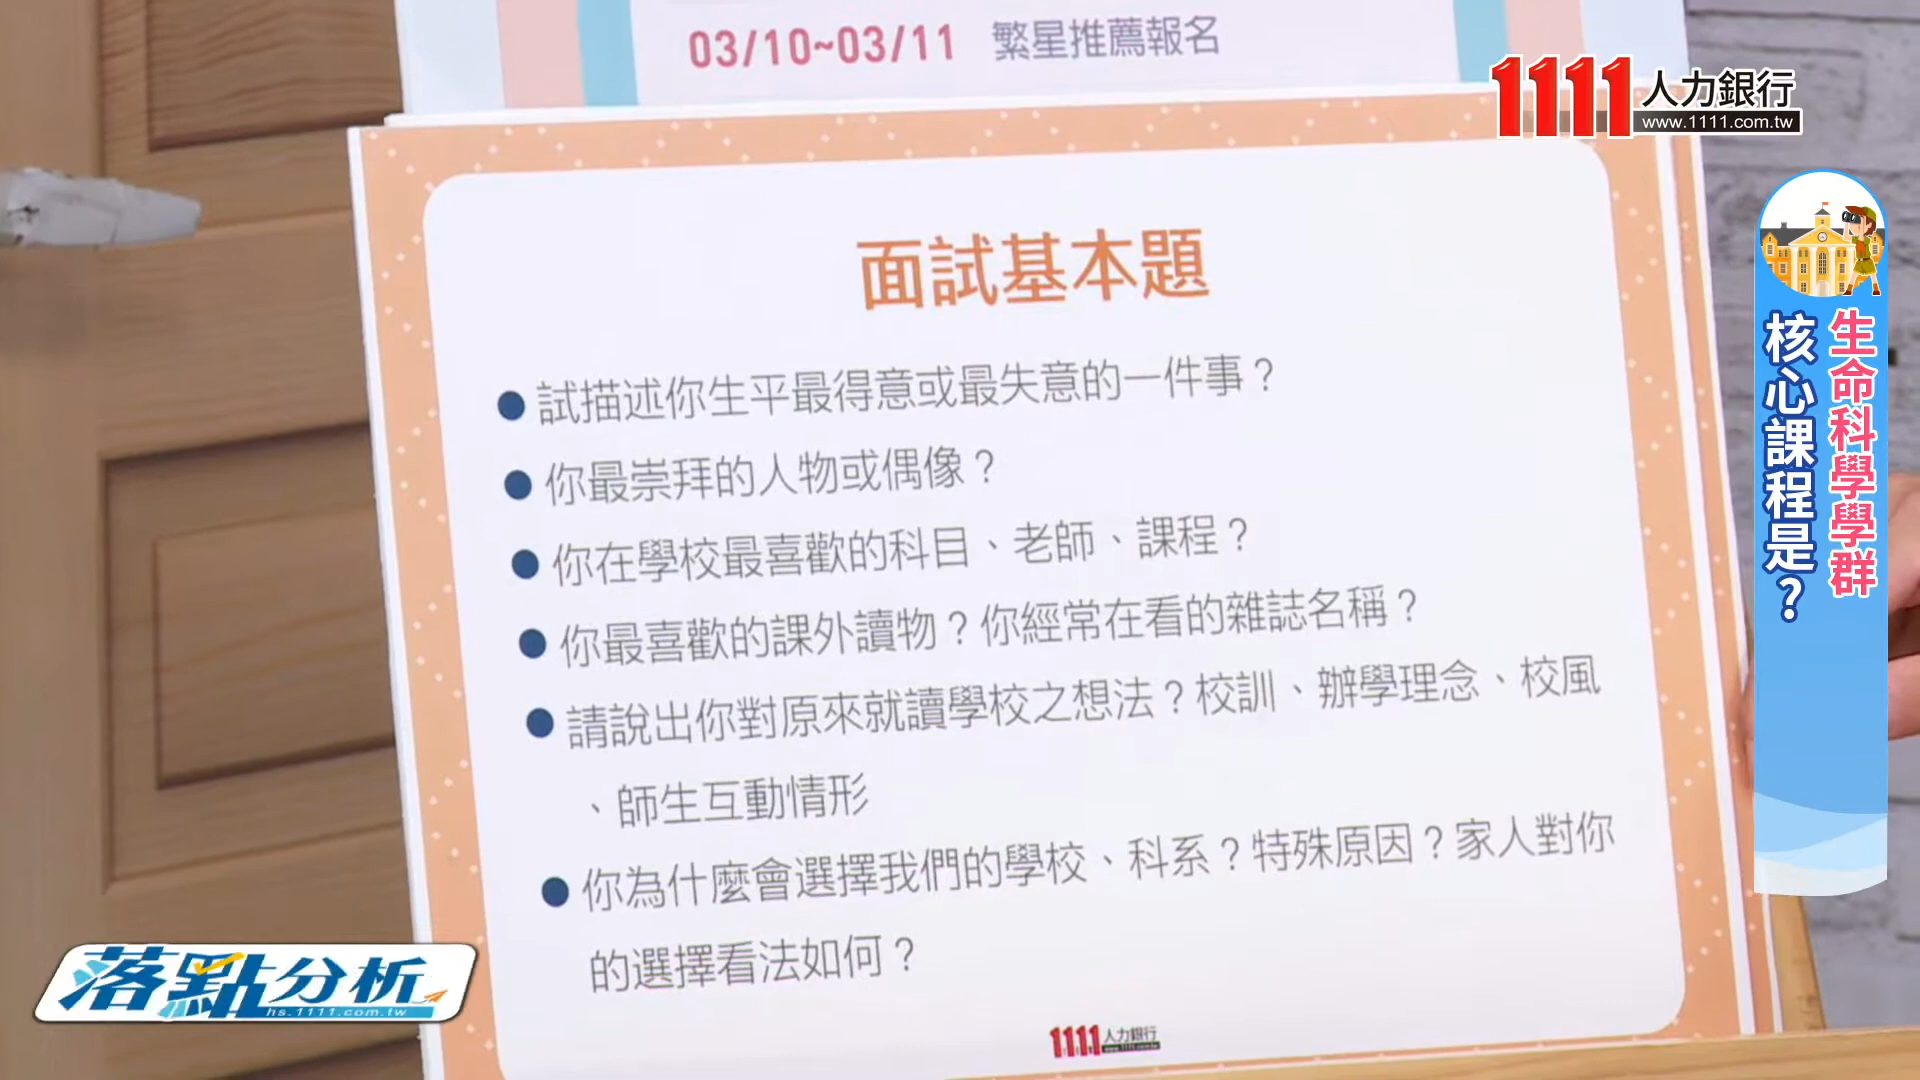 03/10~03/11 繁星推薦報名
1111人力銀行
www.1111.com.tw
面試基本題
試描述你生平最得意或最失意的一件事？
你最崇拜的人物或偶像？
你在學校最喜歡的科目、老師、課程？
你最喜歡的課外讀物？你經常在看的雜誌名稱？
請說出你對原來就讀學校之想法？校訓、辦學理念、校風
、師生互動情形
你為什麼會選擇我們的學校、科系？特殊原因？家人對你
的選擇看法如何？
1111人力銀行
www.1111.com.tw
生命科學學群
核心課程是？
落點分析
hs.1111.com.tw